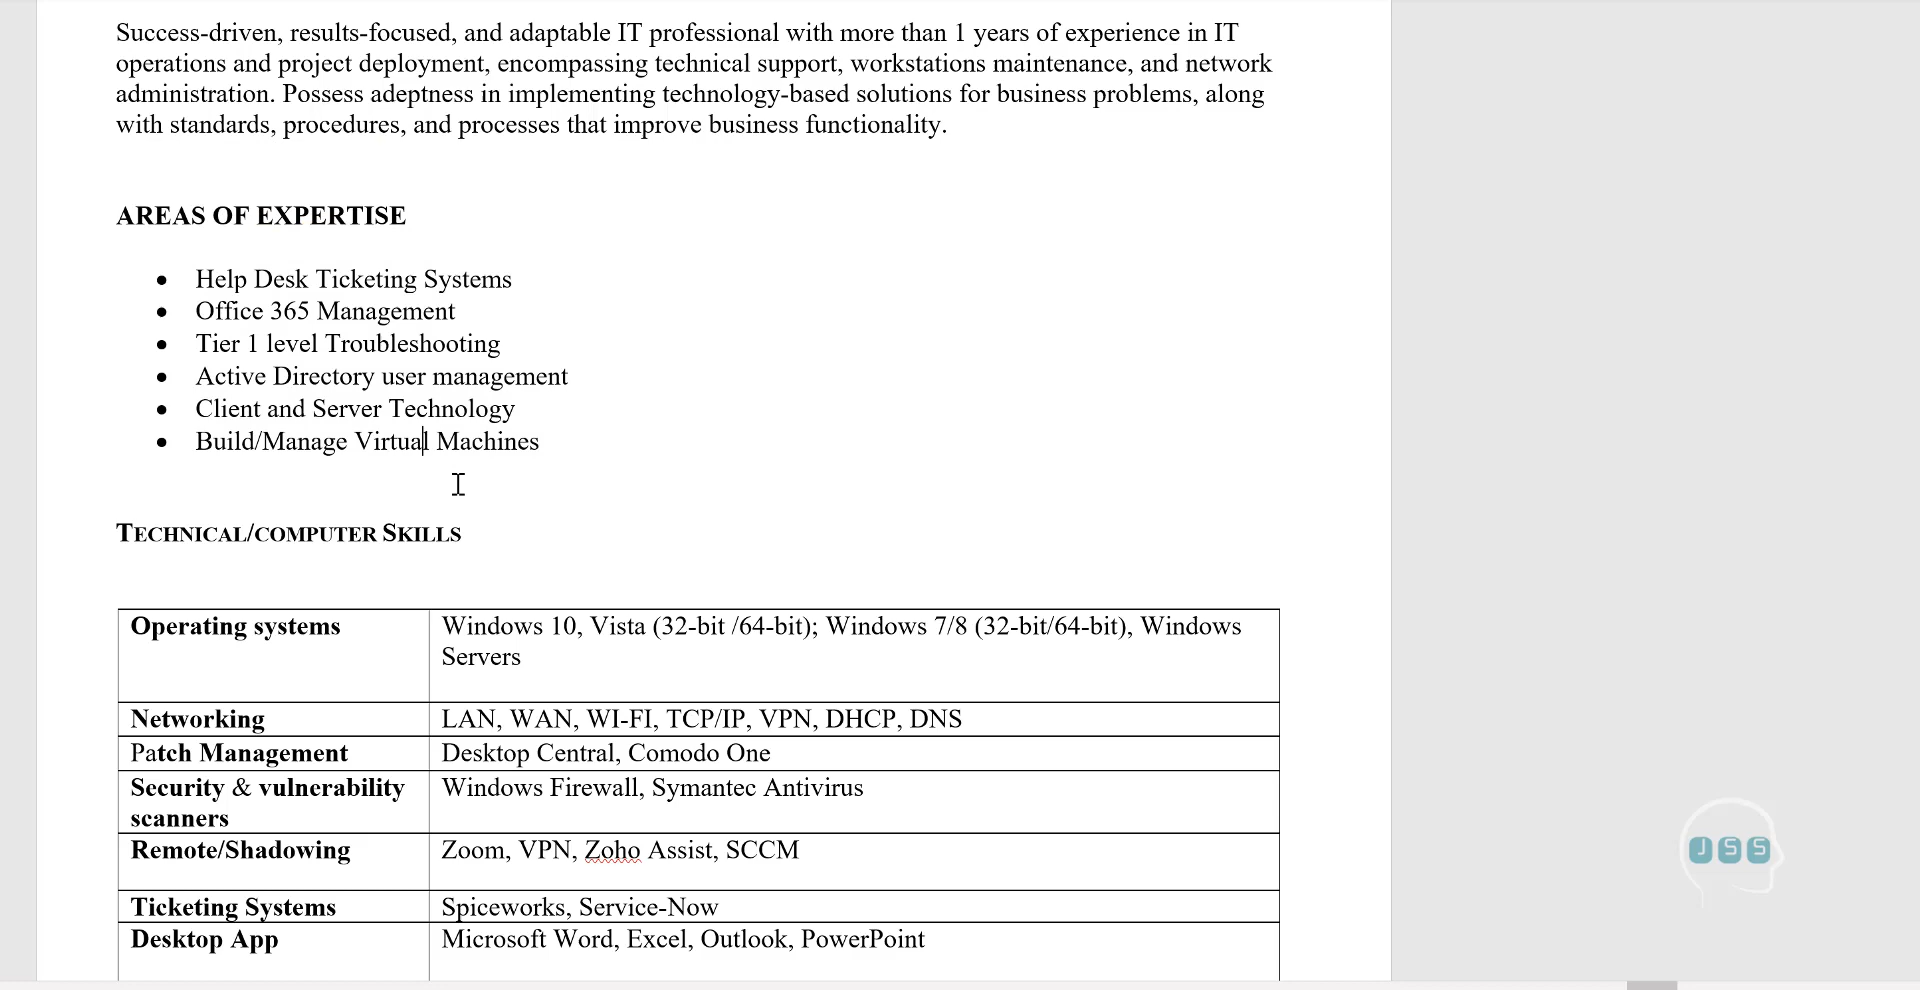 Success-driven, results-focused, and adaptable IT professional with more than 1 years of experience in IT
operations and project deployment, encompassing technical support, workstations maintenance, and network
administration. Possess adeptness in implementing technology-based solutions for business problems, along
with standards, procedures, and processes that improve business functionality.
AREAS OF EXPERTISE
• Help Desk Ticketing Systems
• Office 365 Management
• Tier 1 level Troubleshooting
• Active Directory user management
• Client and Server Technology
• Build/Manage Virtual Machines
TECHNICAL/COMPUTER SKILLS
Operating systems
Windows 10, Vista (32-bit /64-bit); Windows 7/8 (32-bit/64-bit), Windows
Servers
Networking
LAN, WAN, WI-FI, TCP/IP, VPN, DHCP, DNS
Patch Management
Desktop Central, Comodo One
Security & vulnerability
scanners
Windows Firewall, Symantec Antivirus
Remote/Shadowing
Zoom, VPN, Zoho Assist, SCCM
Ticketing Systems
Spiceworks, Service-Now
Desktop App
Microsoft Word, Excel, Outlook, PowerPoint
JSS